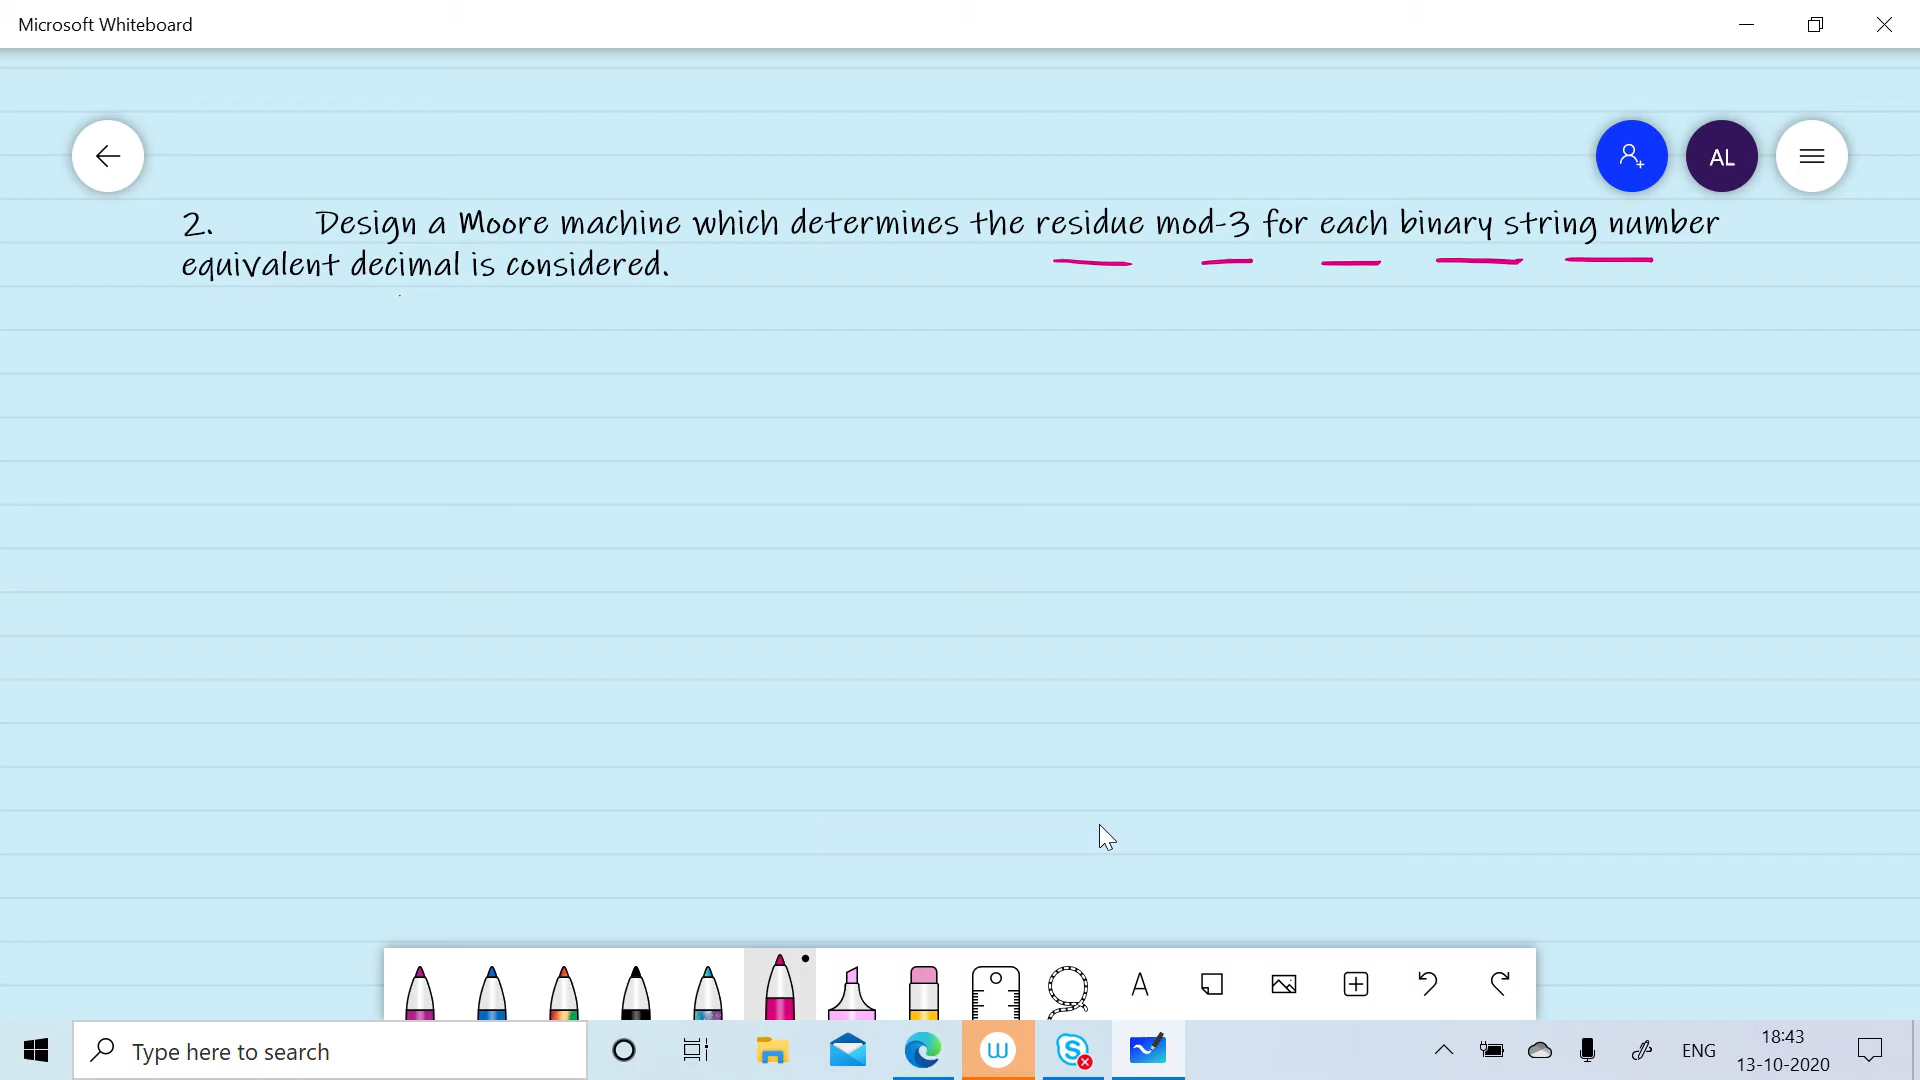 Microsoft Whiteboard
AL
2. Design a Moore machine which determines the residue mod-3 for each binary string number
equivalent decimal is considered.
A
Type here to search
W
S
ENG
18:43
13-10-2020